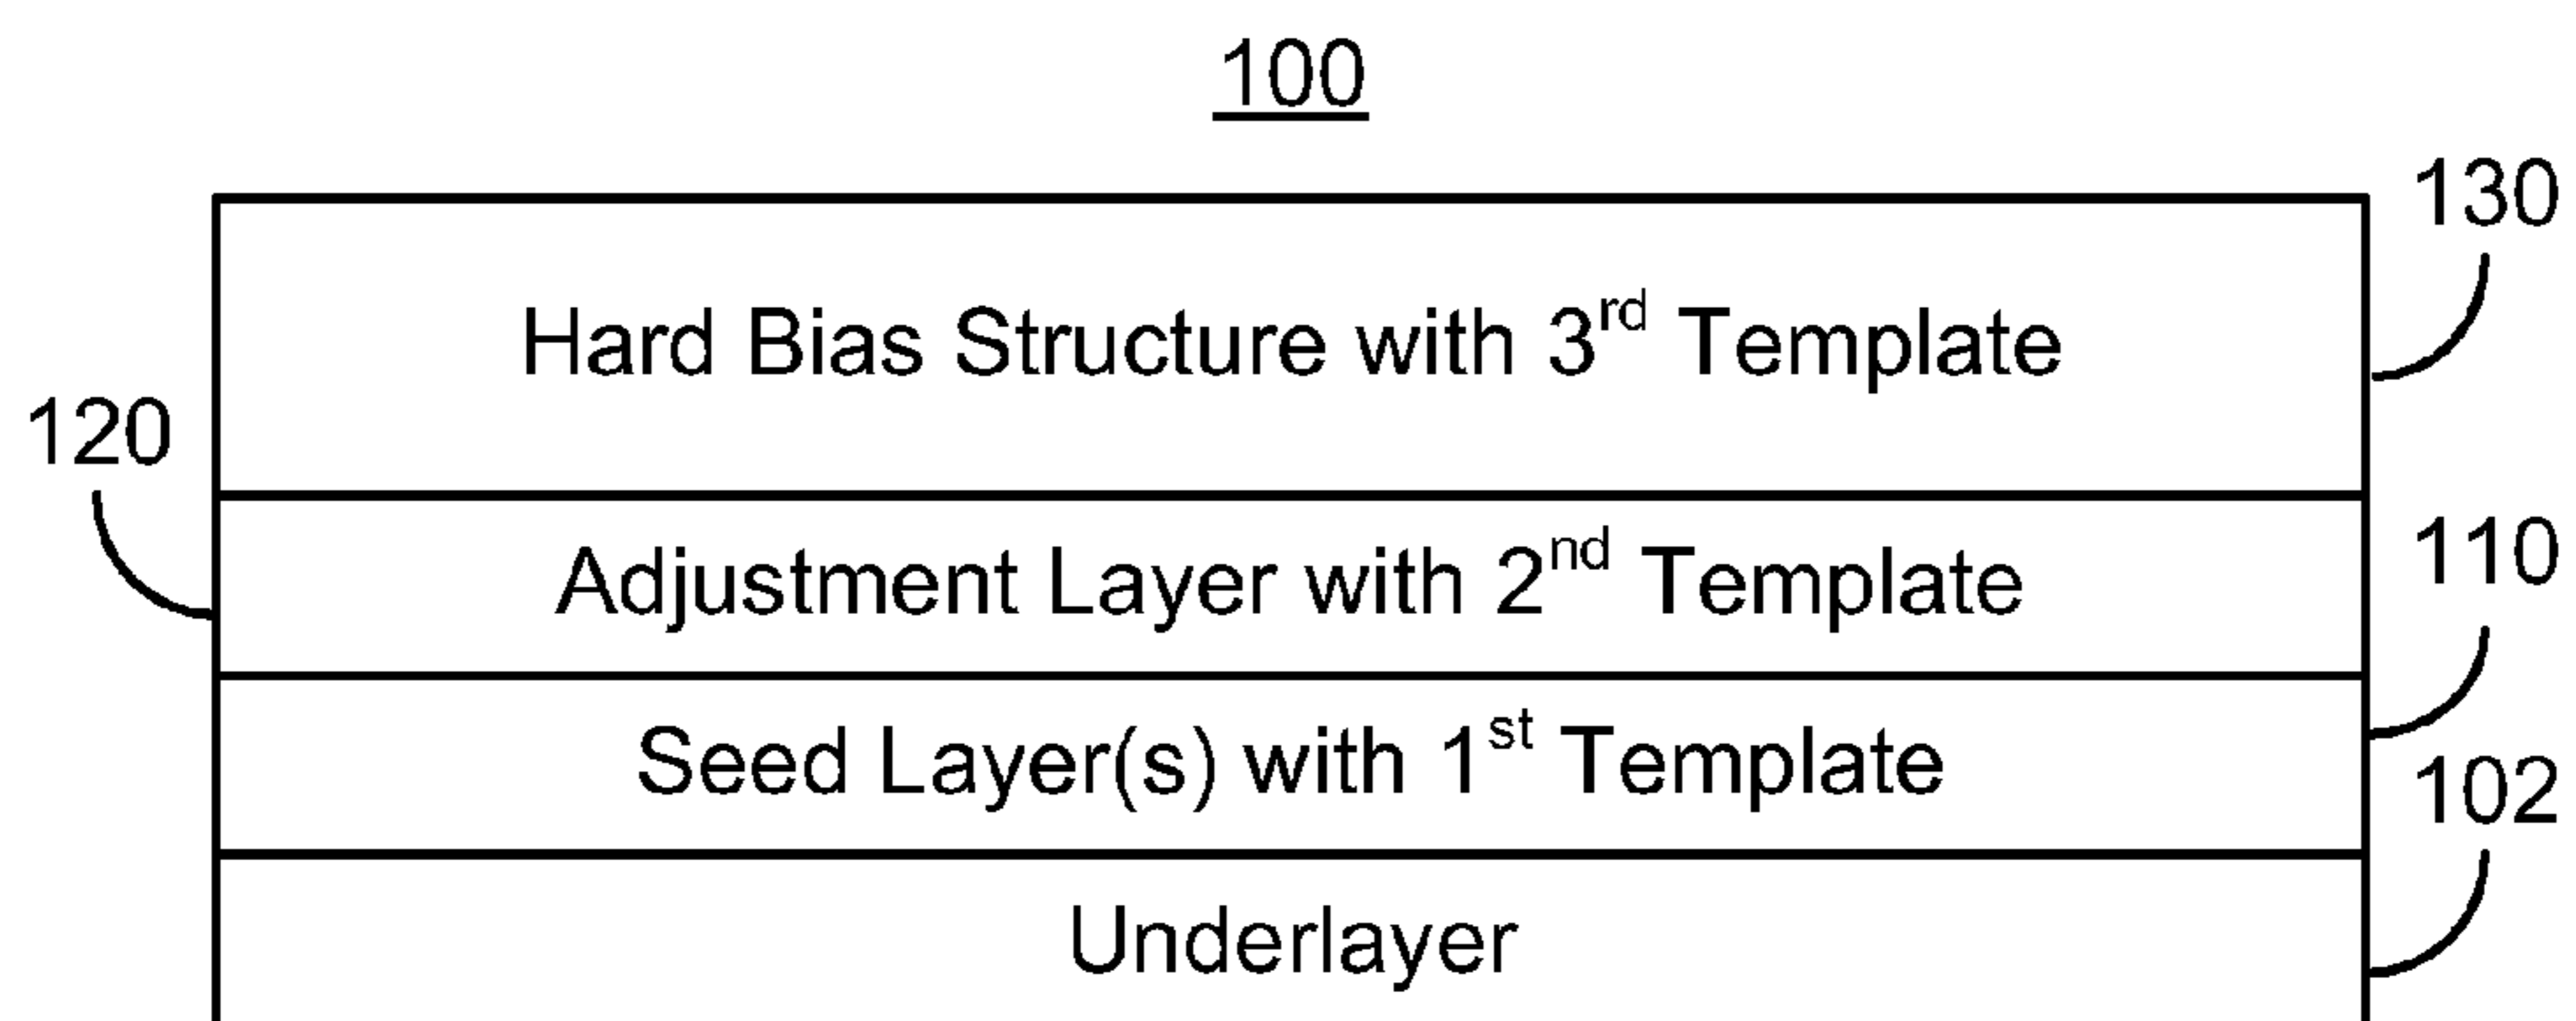 100
130
Hard Bias Structure with 3rd Template
120
Adjustment Layer with 2nd Template
110
Seed Layer(s) with 1st Template
102
Underlayer